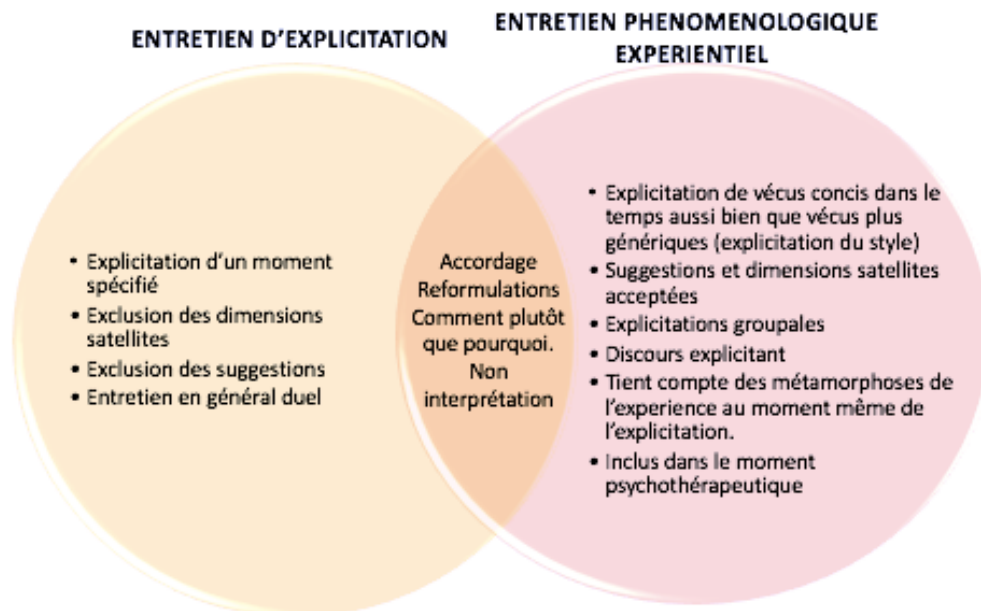 ENTRETIEN D'EXPLICITATION
ENTRETIEN PHENOMENOLOGIQUE
EXPERIENTIEL
• Explicitation d'un moment
spécifié
• Exclusion des dimensions
satellites
• Exclusion des suggestions
• Entretien en général duel
Accordage
Reformulations
Comment plutôt
que pourquoi.
Non
interprétation
• Explicitation de vécus concis dans le
temps aussi bien que vécus plus
génériques (explicitation du style)
• Suggestions et dimensions satellites
acceptées
• Explicitations groupales
• Discours explicitant
• Tient compte des métamorphoses de
l'experience au moment même de
l'explicitation.
• Inclus dans le moment
psychothérapeutique